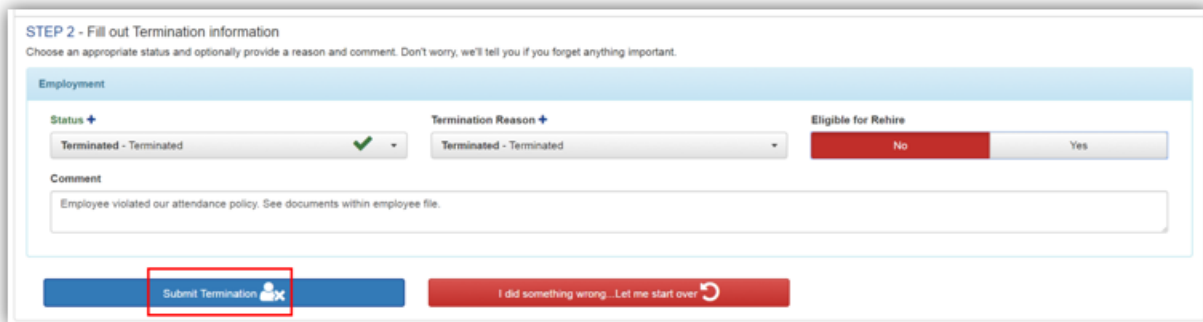 STEP 2 - Fill out Termination information
Choose an appropriate status and optionally provide a reason and comment. Don't worry, we'll tell you if you forget anything important.
Employment
Status + Termination Reason + Eligible for Rehire
Terminated - Terminated Terminated - Terminated No Yes
Comment
Employee violated our attendance policy. See documents within employee file.
Submit Termination I did something wrong...Let me start over